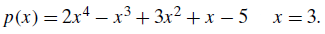 p(x) = 2x⁴ − x³ + 3x² + x − 5 x = 3.